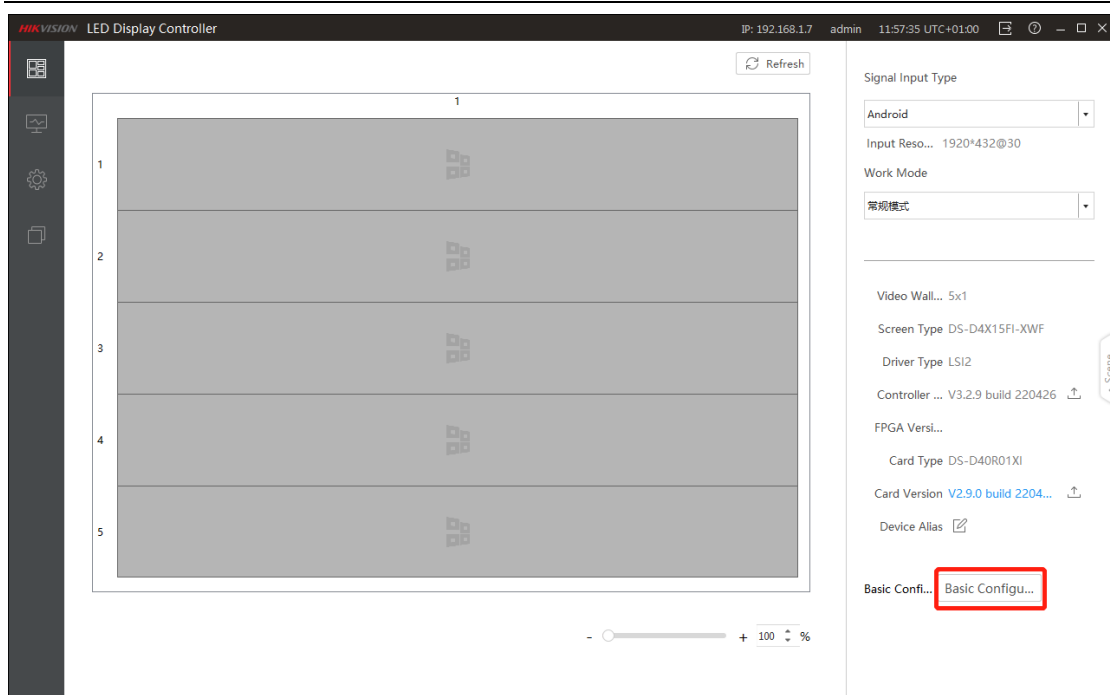 HIKVISION LED Display Controller IP: 192.168.1.7 admin 11:57:35 UTC+01:00
Refresh
1
1
2
3
4
5
- + 100 %
Signal Input Type
Android
Input Reso... 1920*432@30
Work Mode
常规模式
Video Wall... 5x1
Screen Type DS-D4X15FI-XWF
Driver Type LSI2
Controller ... V3.2.9 build 220426
FPGA Versi...
Card Type DS-D40R01XI
Card Version V2.9.0 build 2204...
Device Alias
Basic Confi... Basic Configu...
Scene